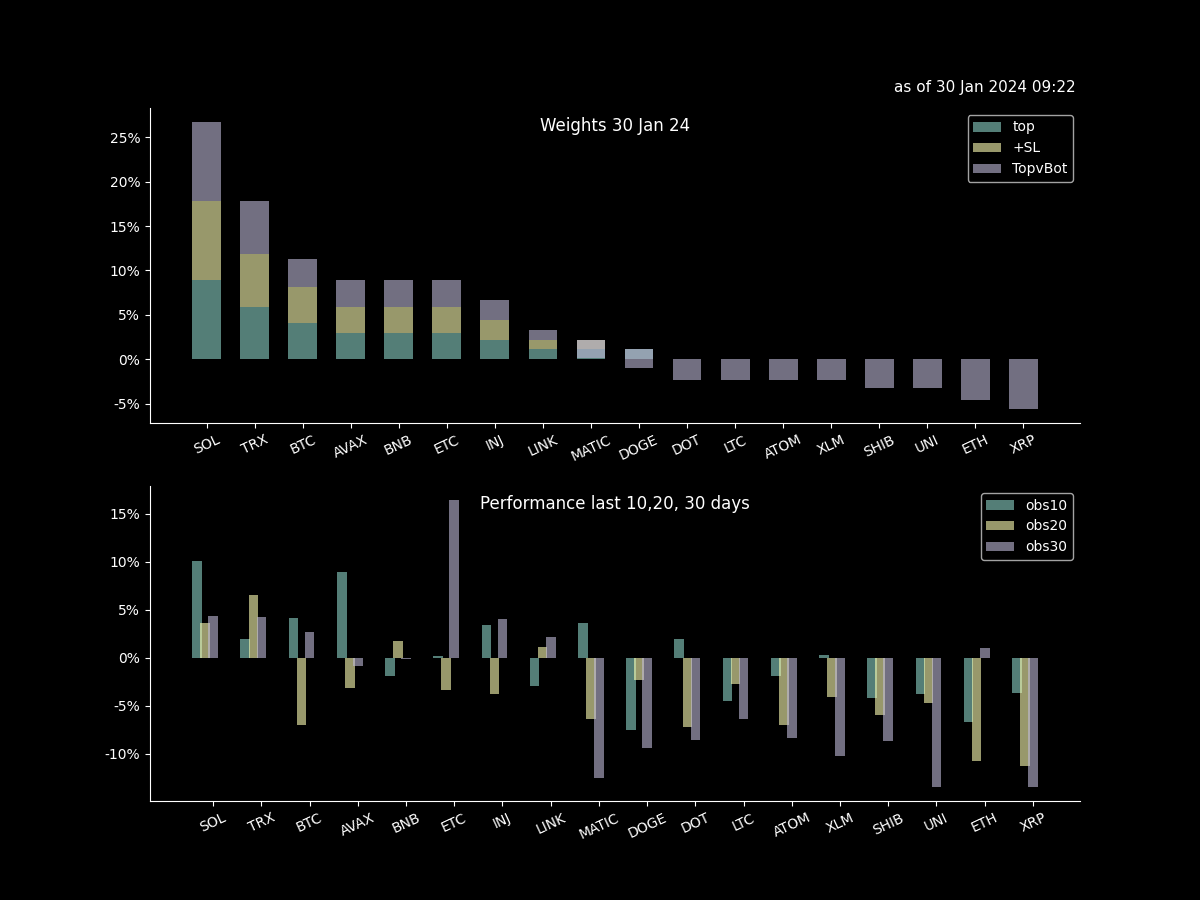 as of 30 Jan 2024 09:22
Weights 30 Jan 24
top
+SL
TopvBot
25%
20%
15%
10%
5%
0%
-5%
SOL TRX BTC AVAX BNB ETC INJ LINK MATIC DOGE DOT LTC ATOM XLM SHIB UNI ETH XRP
Performance last 10,20, 30 days
obs10
obs20
obs30
15%
10%
5%
0%
-5%
-10%
SOL TRX BTC AVAX BNB ETC INJ LINK MATIC DOGE DOT LTC ATOM XLM SHIB UNI ETH XRP